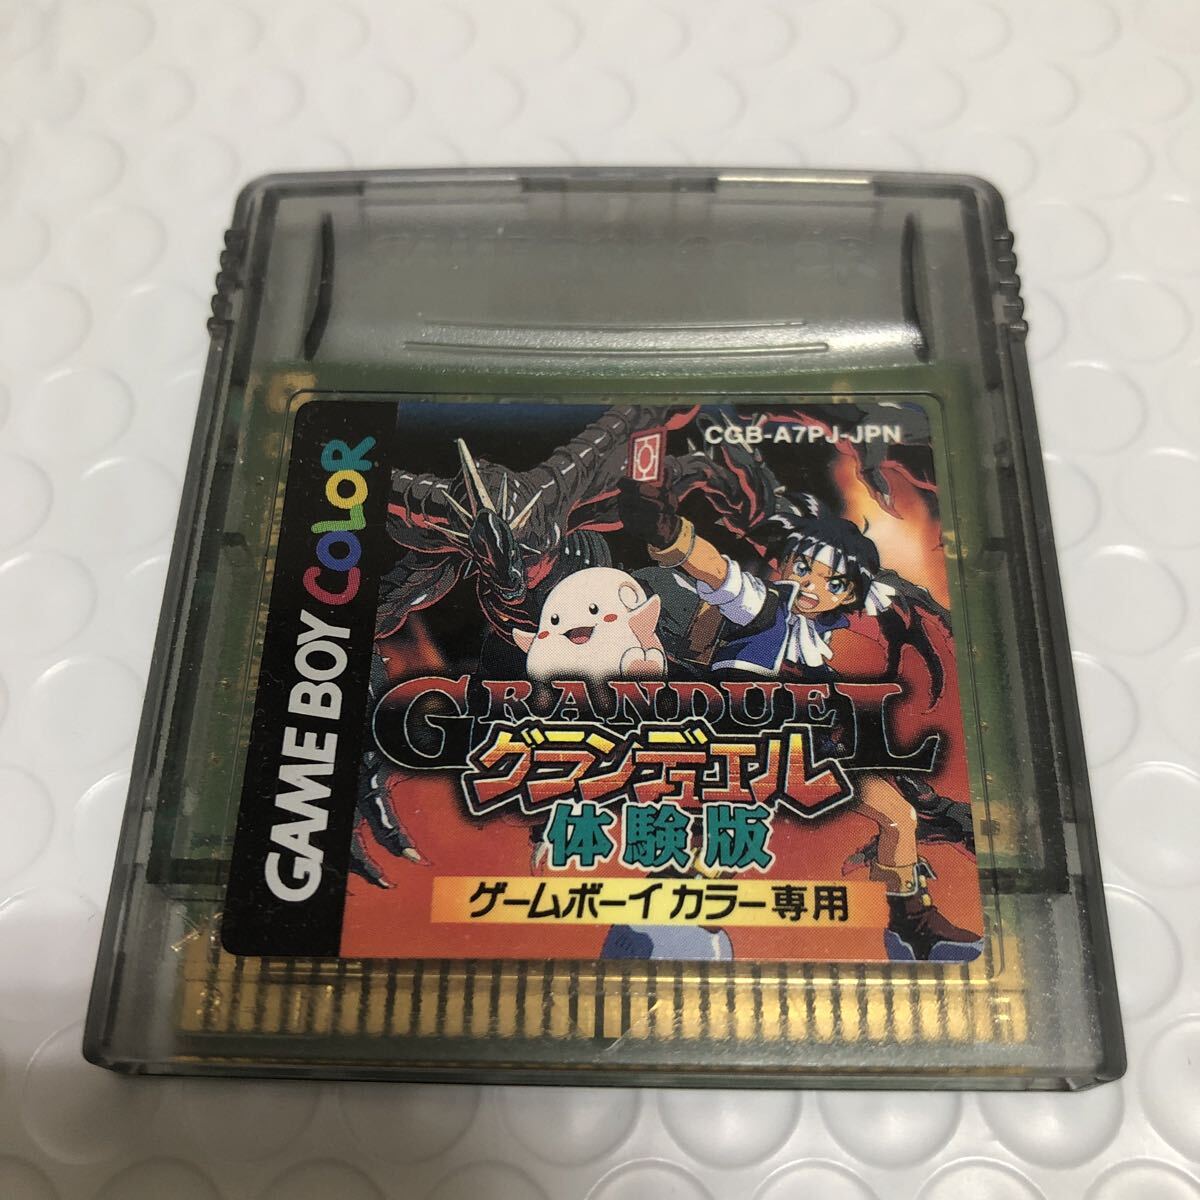 CGB-A7PJ-JPN
GAME BOY COLOR
GRANDUEL
グランデュエル
体験版
ゲームボーイカラー専用